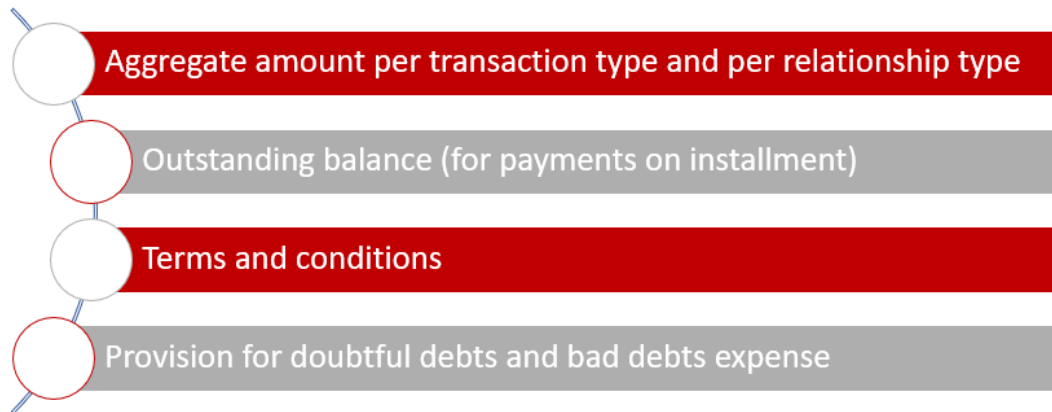 Aggregate amount per transaction type and per relationship type
Outstanding balance (for payments on installment)
Terms and conditions
Provision for doubtful debts and bad debts expense